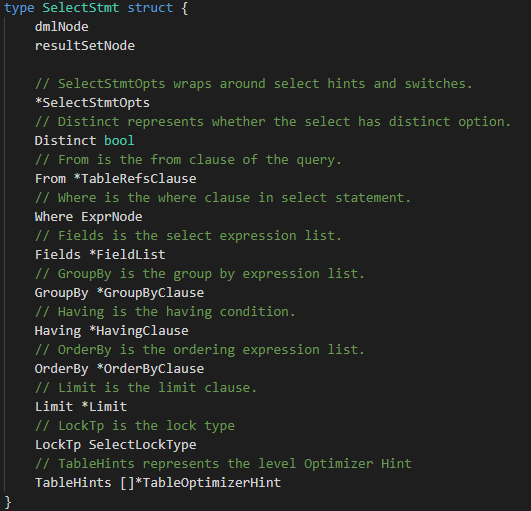 type SelectStmt struct {
dmlNode
resultSetNode
// SelectStmtOpts wraps around select hints and switches.
*SelectStmtOpts
// Distinct represents whether the select has distinct option.
Distinct bool
// From is the from clause of the query.
From *TableRefsClause
// Where is the where clause in select statement.
Where ExprNode
// Fields is the select expression list.
Fields *FieldList
// GroupBy is the group by expression list.
GroupBy *GroupByClause
// Having is the having condition.
Having *HavingClause
// OrderBy is the ordering expression list.
OrderBy *OrderByClause
// Limit is the limit clause.
Limit *Limit
// LockTp is the lock type
LockTp SelectLockType
// TableHints represents the level Optimizer Hint
TableHints []*TableOptimizerHint
}